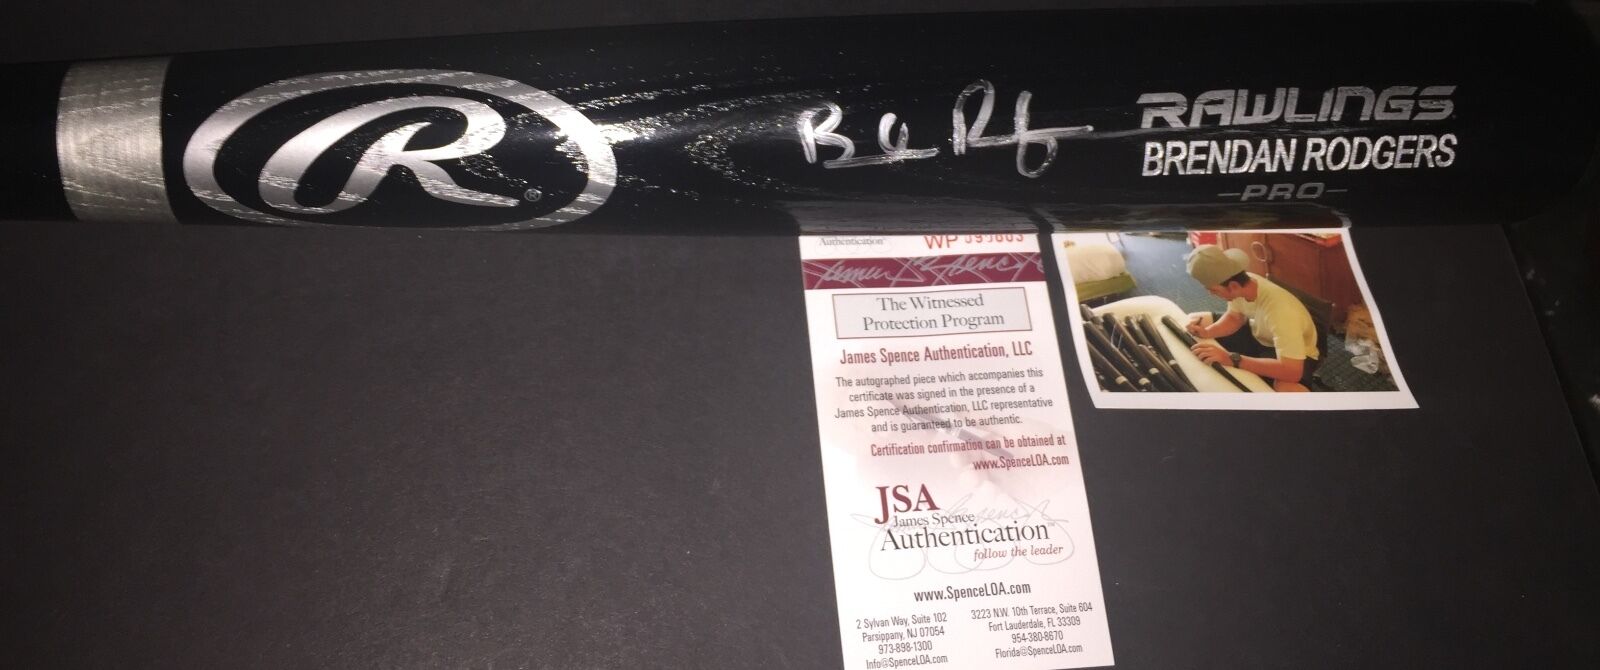 R
®
RAWLINGS
BRENDAN RODGERS
-PRO-
Authentication™
WP
The Witnessed
Protection Program
James Spence Authentication, LLC
The autographed piece which accompanies this
certificate was signed in the presence of a
James Spence Authentication, LLC representative
and is guaranteed to be authentic.
Certification confirmation can be obtained at
www.SpenceLOA.com
JSA
James Spence
Authentication™
follow the leader
www.SpenceLOA.com
2 Sylvan Way, Suite 102
Parsippany, NJ 07054
973-898-1300
Info@SpenceLOA.com
3223 N.W. 10th Terrace, Suite 604
Fort Lauderdale, FL 33309
954-380-8670
Florida@SpenceLOA.com